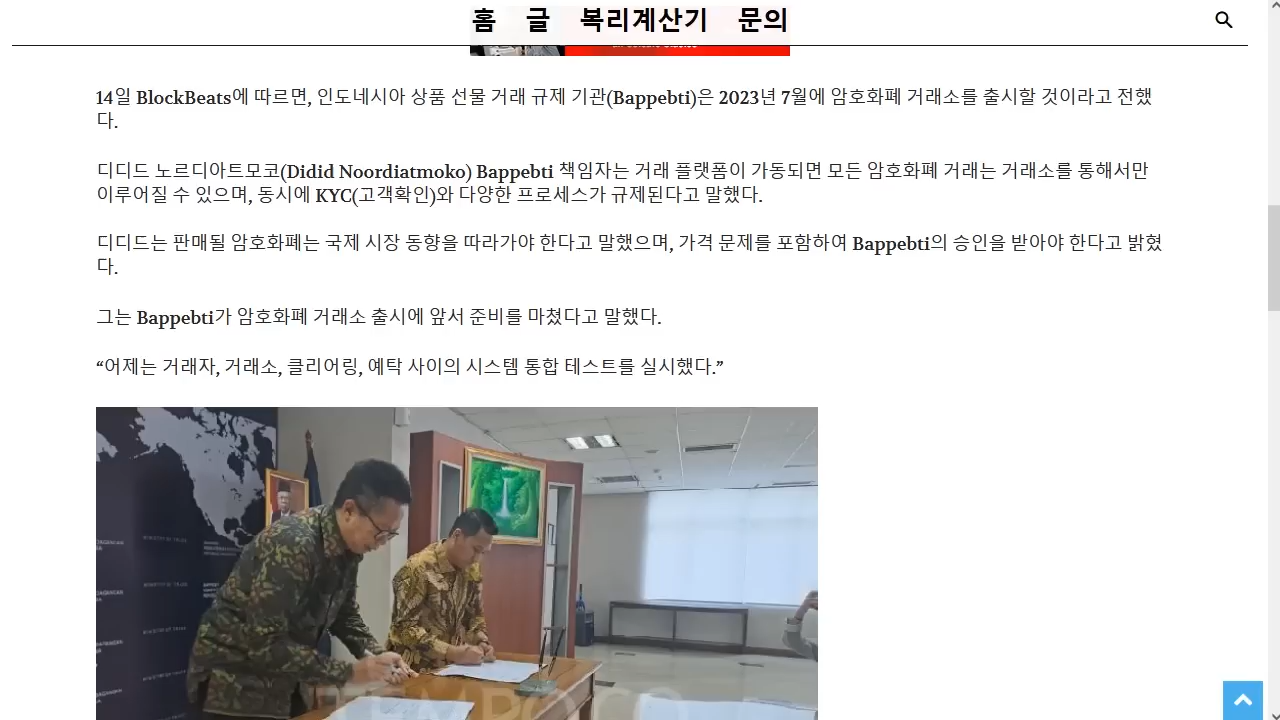 홈 글 복리계산기 문의
14일 BlockBeats에 따르면, 인도네시아 상품 선물 거래 규제 기관(Bappebti)은 2023년 7월에 암호화폐 거래소를 출시할 것이라고 전했
다.
디디드 노르디아트모코(Didid Noordiatmoko) Bappebti 책임자는 거래 플랫폼이 가동되면 모든 암호화폐 거래는 거래소를 통해서만
이루어질 수 있으며, 동시에 KYC(고객확인)와 다양한 프로세스가 규제된다고 말했다.
디디드는 판매될 암호화폐는 국제 시장 동향을 따라가야 한다고 말했으며, 가격 문제를 포함하여 Bappebti의 승인을 받아야 한다고 밝혔
다.
그는 Bappebti가 암호화폐 거래소 출시에 앞서 준비를 마쳤다고 말했다.
“어제는 거래자, 거래소, 클리어링, 예탁 사이의 시스템 통합 테스트를 실시했다.”
TEMPO.CO